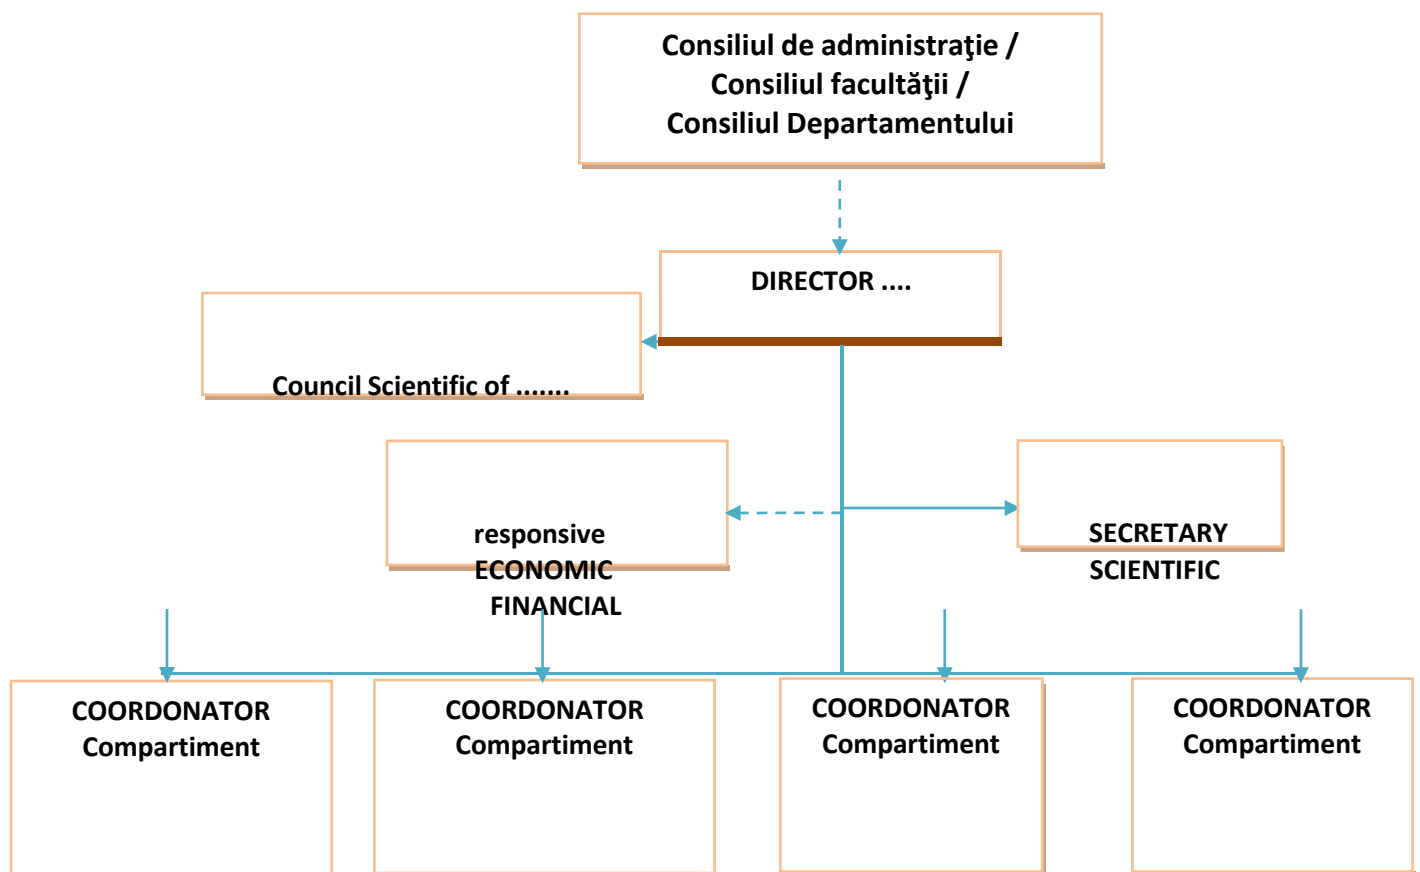 Consiliul de administraţie /
Consiliul facultăţii /
Consiliul Departamentului
DIRECTOR ....
Council Scientific of .......
responsive
ECONOMIC
FINANCIAL
SECRETARY
SCIENTIFIC
COORDONATOR
Compartiment
COORDONATOR
Compartiment
COORDONATOR
Compartiment
COORDONATOR
Compartiment